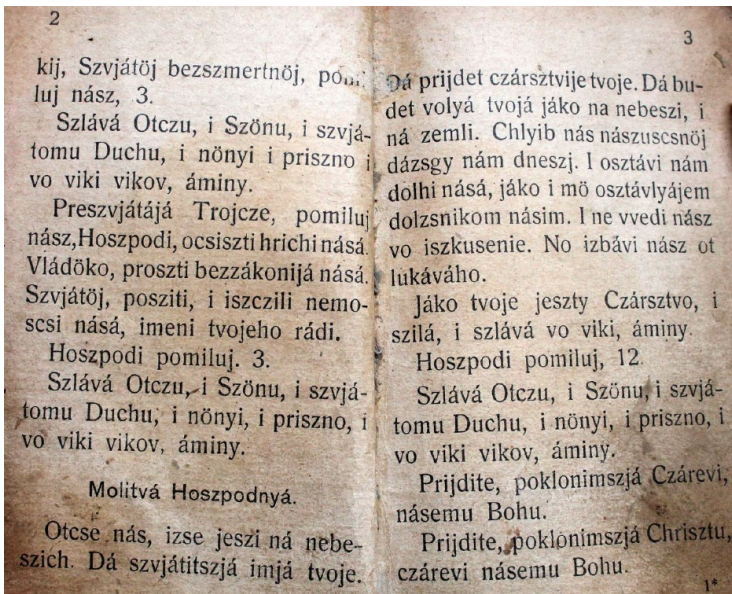 2
kij, Szvjátöj bezszmertnöj, pomi-
luj nász, 3.
Szlává Otczu, i Szönu, i szvjá-
tomu Duchu, i nönyi i priszno i
vo viki vikov, áminy.
Preszvjátájá Trojcze, pomiluj
nász,Hoszpodi, ocsiszti hrichi násá.
Vládöko, proszti bezzákonijá násá.
Szvjátöj, posziti, i iszczili nemo-
scsi násá, imeni tvojeho rádi.
Hoszpodi pomiluj. 3.
Szlává Otczu, i Szönu, i szvjá-
tomu Duchu, i nönyi, i priszno, i
vo viki vikov, áminy.
Molitvá Hoszpodnyá.
Otcse nás, izse jeszi ná nebe-
szich. Dá szvjátitszjá imjá tvoje.
3
Dá prijdet czársztvije tvoje. Dá bu-
det volyá tvojá jáko na nebeszi, i
ná zemli. Chlyib nás nászuscsnöj
dázsgy nám dneszj. I osztávi nám
dolhi násá, jáko i mö osztávlyájem
dolzsnikom násim. I ne vvedi nász
vo iszkusenie. No izbávi nász ot
lukáváho.
Jáko tvoje jeszty Czársztvo, i
szilá, i szlává vo viki, áminy.
Hoszpodi pomiluj, 12.
Szlává Otczu, i Szönu, i szvjá-
tomu Duchu, i nönyi, i priszno, i
vo viki vikov, áminy.
Prijdite, poklonimszjá Czárevi,
násemu Bohu.
Prijdite, poklonimszjá Chrisztu,
czárevi násemu Bohu.
1*